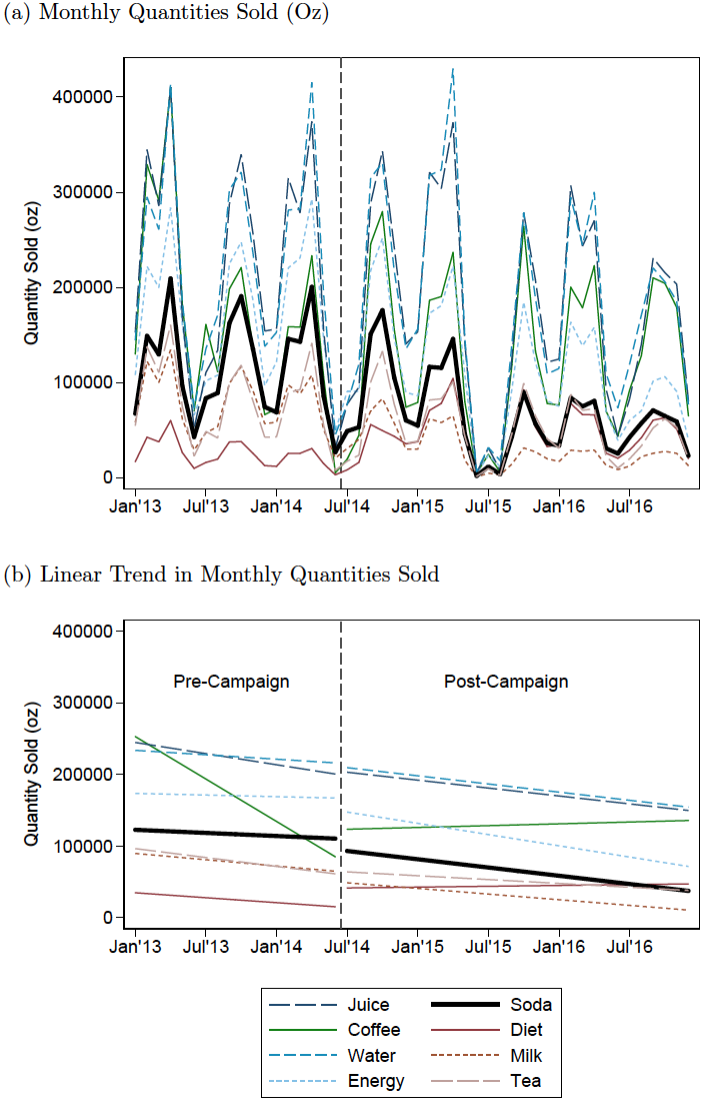 (a) Monthly Quantities Sold (Oz)
Quantity Sold (oz)
400000
300000
200000
100000
0
Jan'13 Jul'13 Jan'14 Jul'14 Jan'15 Jul'15 Jan'16 Jul'16
(b) Linear Trend in Monthly Quantities Sold
Quantity Sold (oz)
400000
Pre-Campaign Post-Campaign
300000
200000
100000
0
Jan'13 Jul'13 Jan'14 Jul'14 Jan'15 Jul'15 Jan'16 Jul'16
Juice Soda
Coffee Diet
Water Milk
Energy Tea